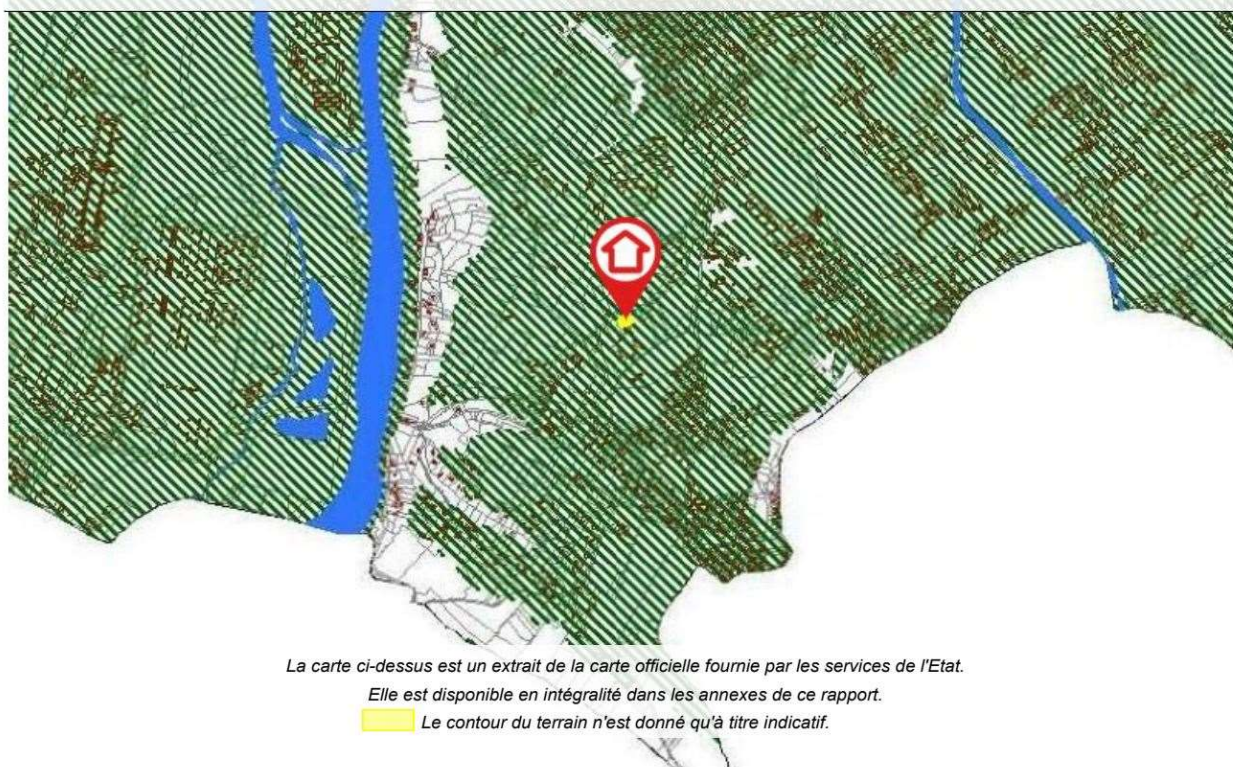 La carte ci-dessus est un extrait de la carte officielle fournie par les services de l'Etat.
Elle est disponible en intégralité dans les annexes de ce rapport.
Le contour du terrain n'est donné qu'à titre indicatif.